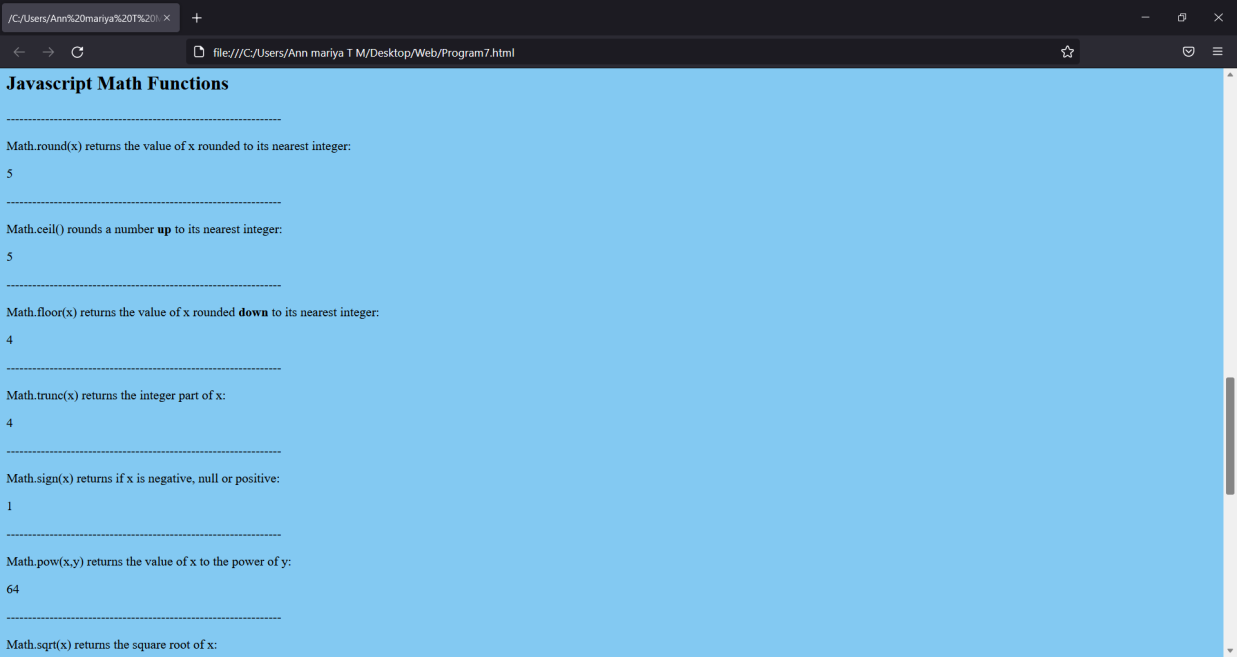 /C:/Users/Ann%20mariya%20T%20M
file:///C:/Users/Ann mariya T M/Desktop/Web/Program7.html
Javascript Math Functions
----------------------------------------------------------------
Math.round(x) returns the value of x rounded to its nearest integer:
5
----------------------------------------------------------------
Math.ceil() rounds a number up to its nearest integer:
5
----------------------------------------------------------------
Math.floor(x) returns the value of x rounded down to its nearest integer:
4
----------------------------------------------------------------
Math.trunc(x) returns the integer part of x:
4
----------------------------------------------------------------
Math.sign(x) returns if x is negative, null or positive:
1
----------------------------------------------------------------
Math.pow(x,y) returns the value of x to the power of y:
64
----------------------------------------------------------------
Math.sqrt(x) returns the square root of x: